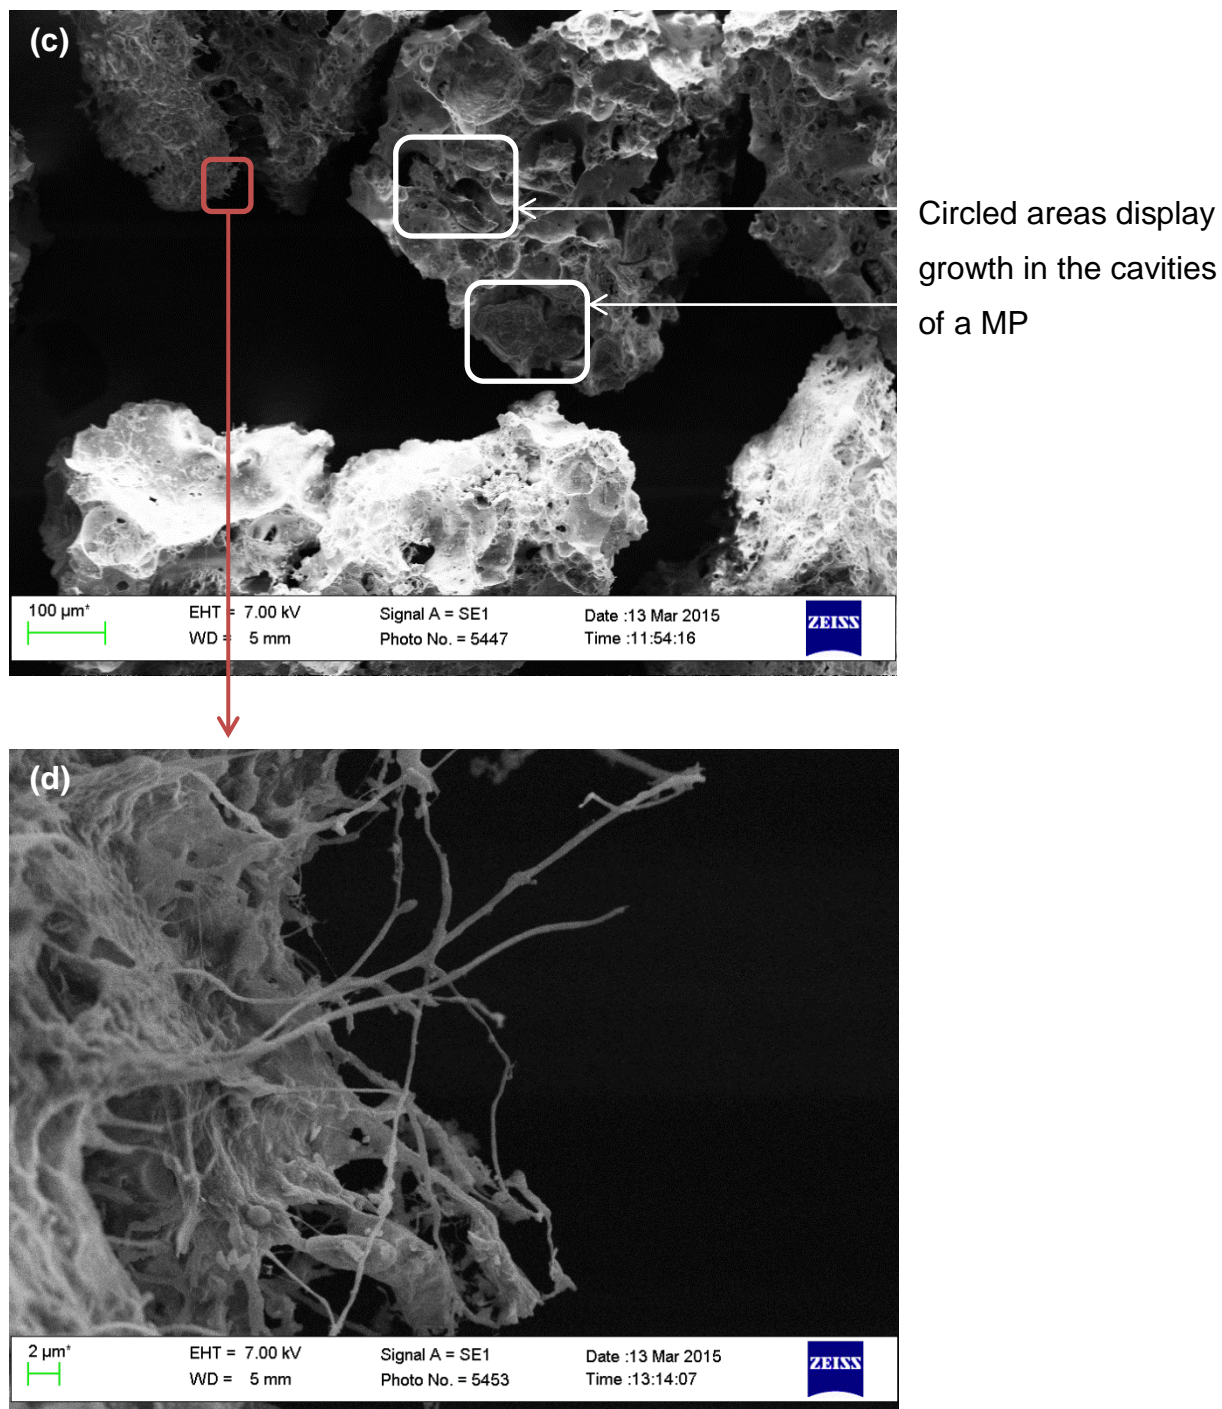 (c)
Circled areas display
growth in the cavities
of a MP
100 µm*
EHT = 7.00 kV
Signal A = SE1
Date :13 Mar 2015
WD = 5 mm
Photo No. = 5447
Time :11:54:16
ZEISS
(d)
2 µm*
EHT = 7.00 kV
Signal A = SE1
Date :13 Mar 2015
WD = 5 mm
Photo No. = 5453
Time :13:14:07
ZEISS